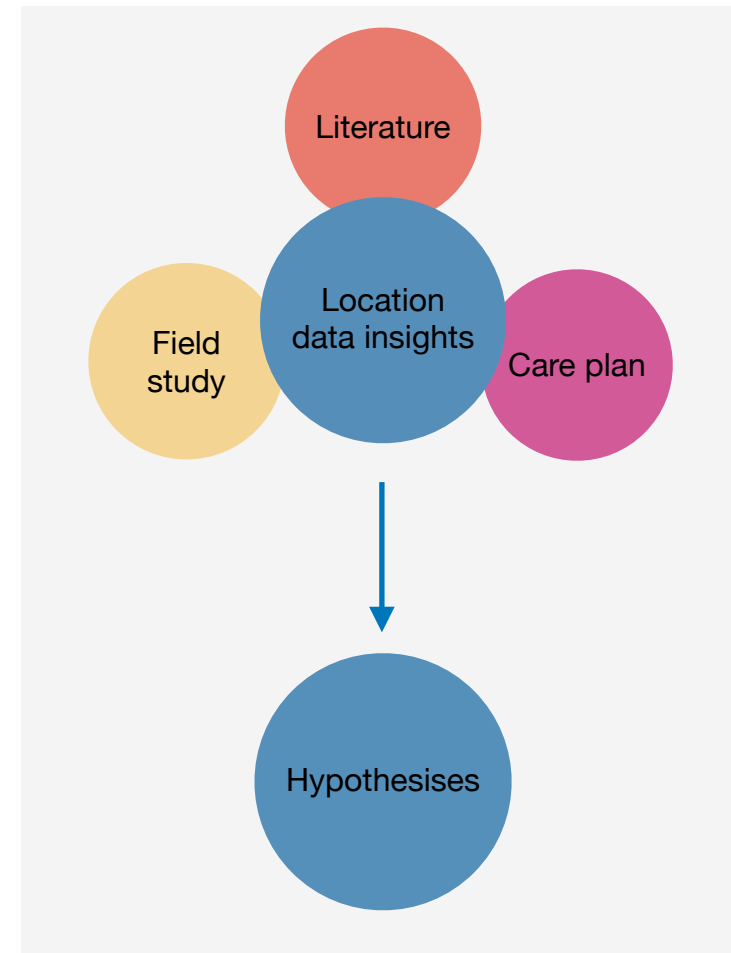 Literature
Location
data insights
Field
study
Care plan
Hypothesises